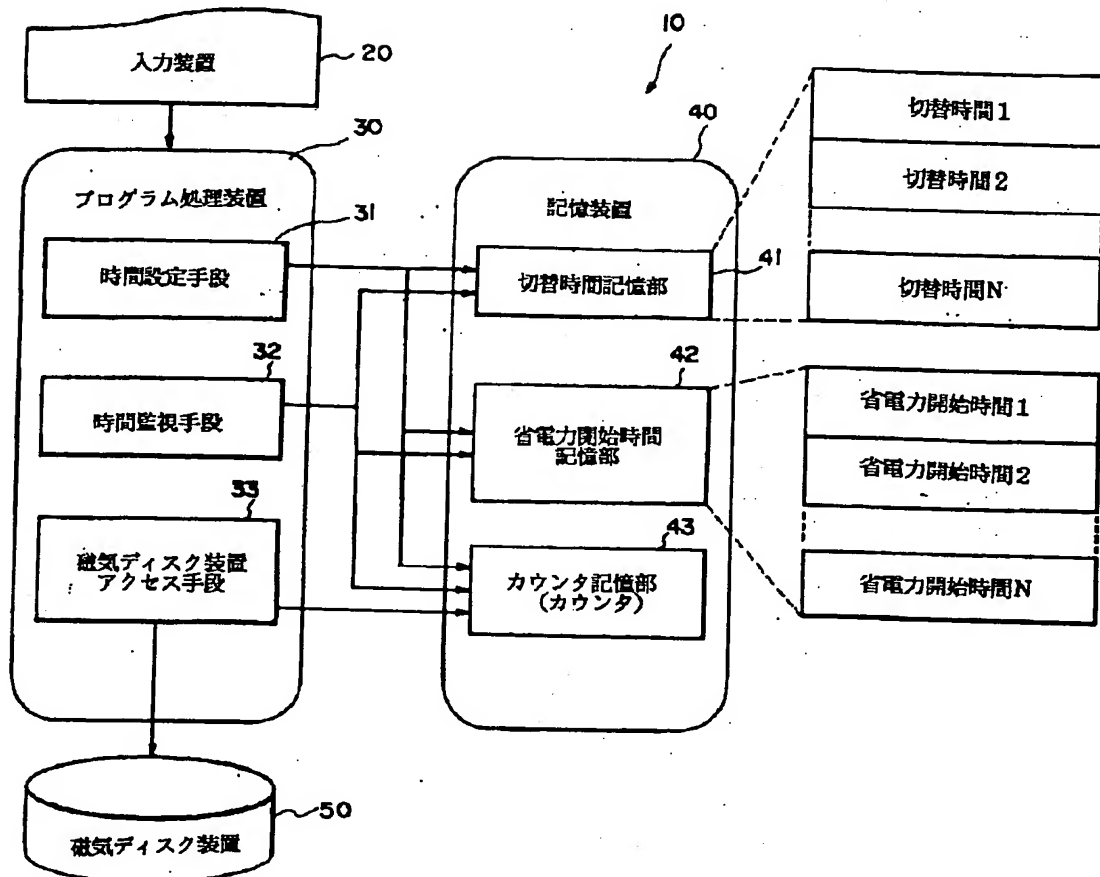 10
入力装置
20
30
プログラム処理装置
31
時間設定手段
32
時間監視手段
33
磁気ディスク装置
アクセス手段
50
磁気ディスク装置
40
記憶装置
切替時間記憶部
41
42
省電力開始時間
記憶部
43
カウンタ記憶部
(カウンタ)
切替時間1
切替時間2
切替時間N
省電力開始時間1
省電力開始時間2
省電力開始時間N